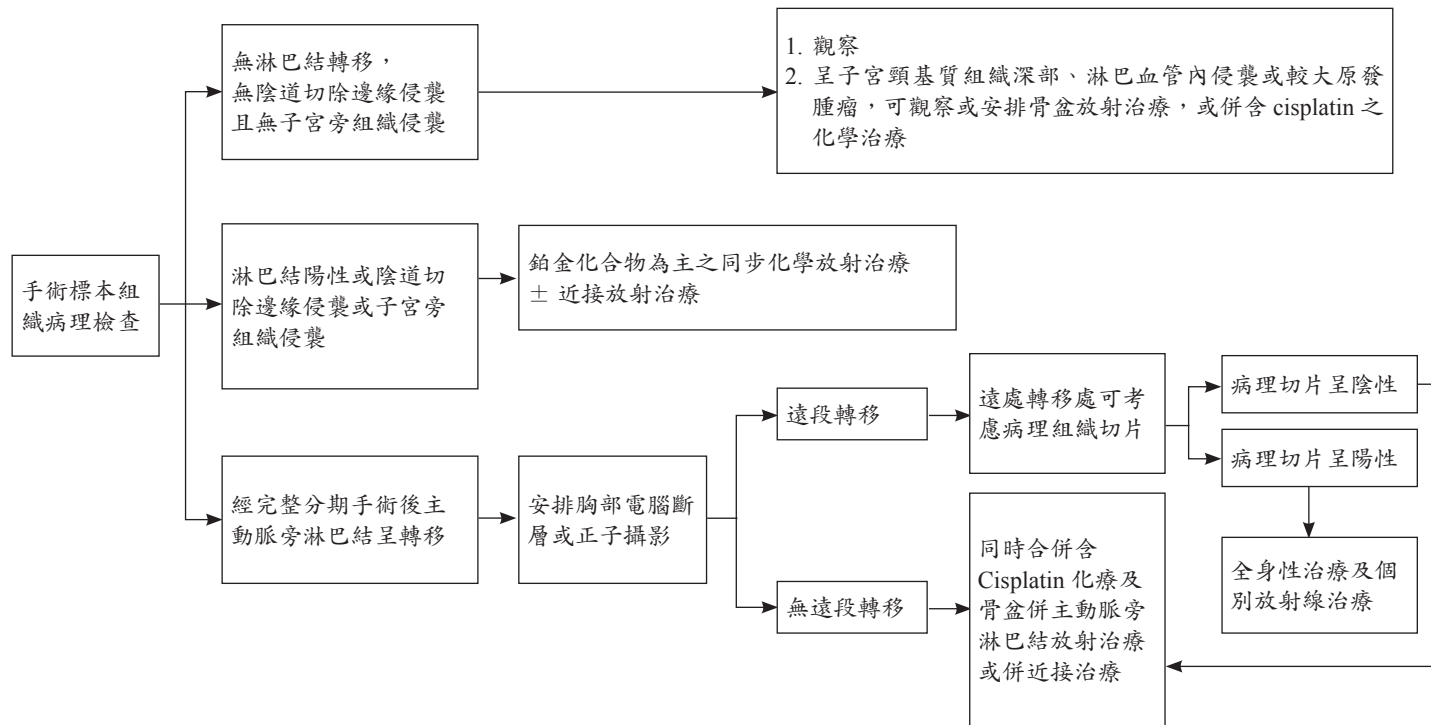 無淋巴結轉移，
無陰道切除邊緣侵襲
且無子宮旁組織侵襲
1. 觀察
2. 呈子宮頸基質組織深部、淋巴血管內侵襲或較大原發
腫瘤，可觀察或安排骨盆放射治療，或併含 cisplatin 之
化學治療
手術標本組
織病理檢查
淋巴結陽性或陰道切
除邊緣侵襲或子宮旁
組織侵襲
鉑金化合物為主之同步化學放射治療
± 近接放射治療
經完整分期手術後主
動脈旁淋巴結呈轉移
安排胸部電腦斷
層或正子攝影
遠段轉移
遠處轉移處可考
慮病理組織切片
病理切片呈陰性
病理切片呈陽性
全身性治療及個
別放射線治療
無遠段轉移
同時合併含
Cisplatin 化療及
骨盆併主動脈旁
淋巴結放射治療
或併近接治療